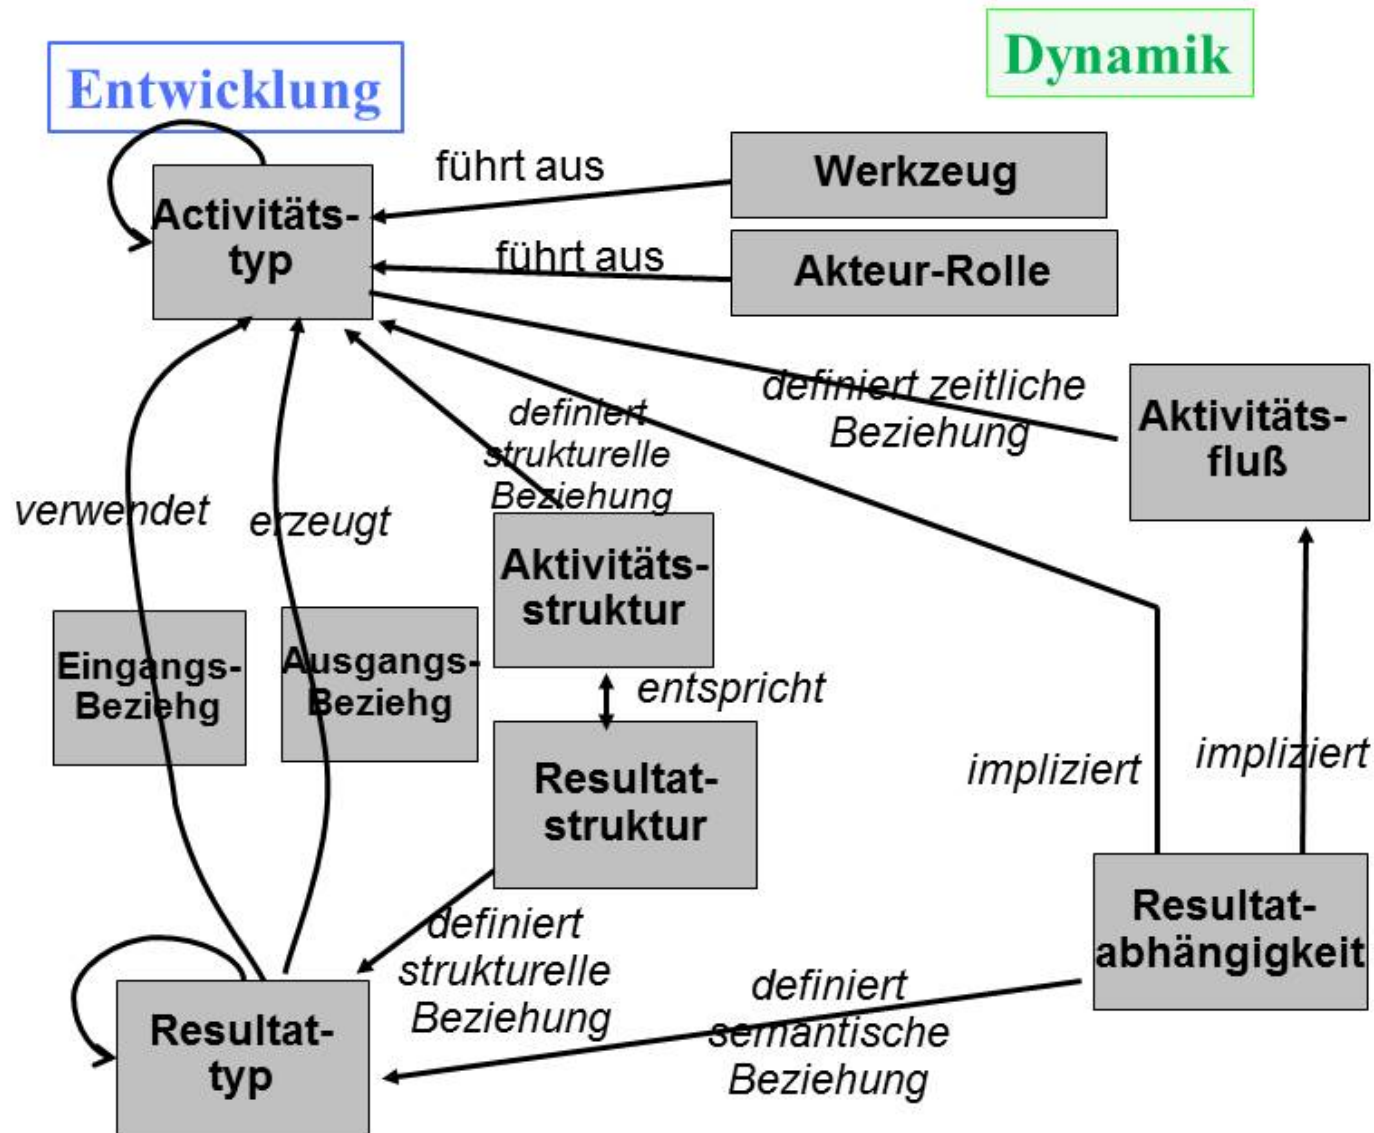 Entwicklung
Dynamik
führt aus
Werkzeug
Activitäts-
typ
führt aus
Akteur-Rolle
definiert zeitliche
Beziehung
Aktivitäts-
fluß
definiert
strukturelle
Beziehung
verwendet
erzeugt
Aktivitäts-
struktur
Eingangs-
Beziehg
Ausgangs-
Beziehg
entspricht
Resultat-
struktur
impliziert
impliziert
Resultat-
abhängigkeit
definiert
strukturelle
Beziehung
definiert
semantische
Beziehung
Resultat-
typ